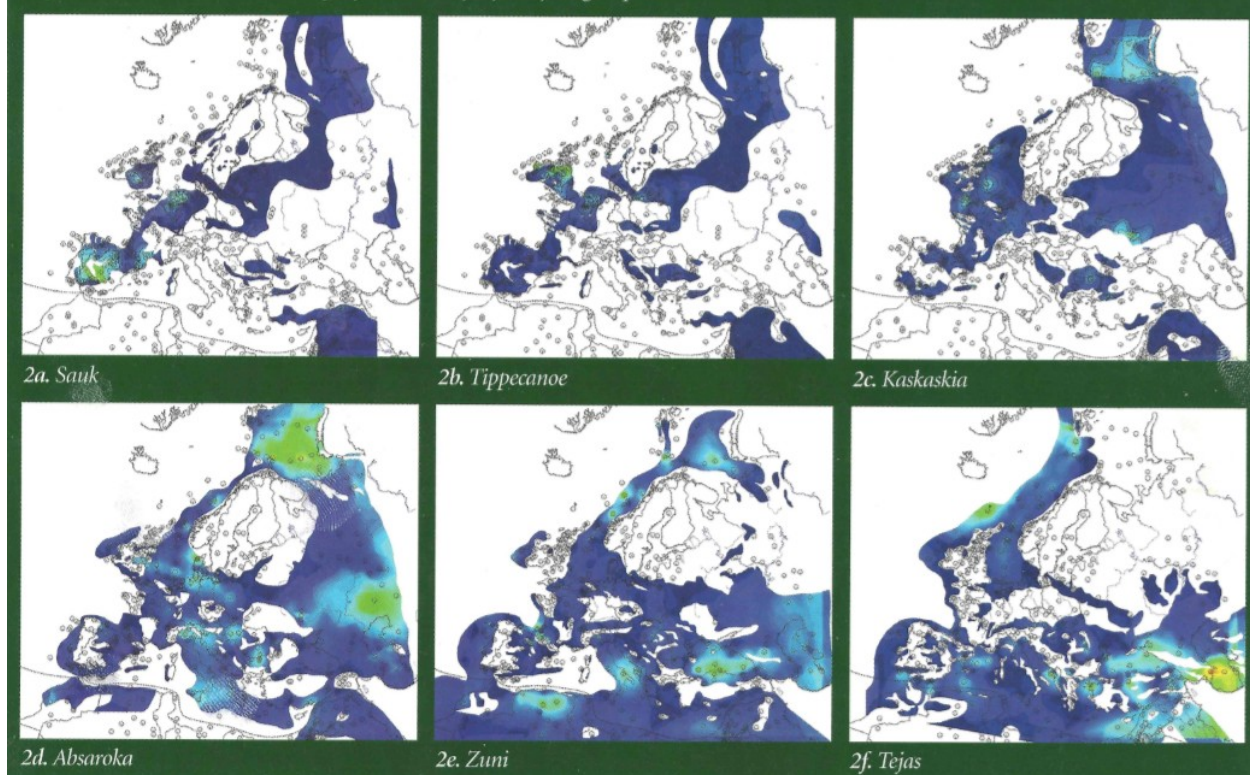 2a. Sauk
2b. Tippecanoe
2c. Kaskaskia
2d. Absaroka
2e. Zuni
2f. Tejas